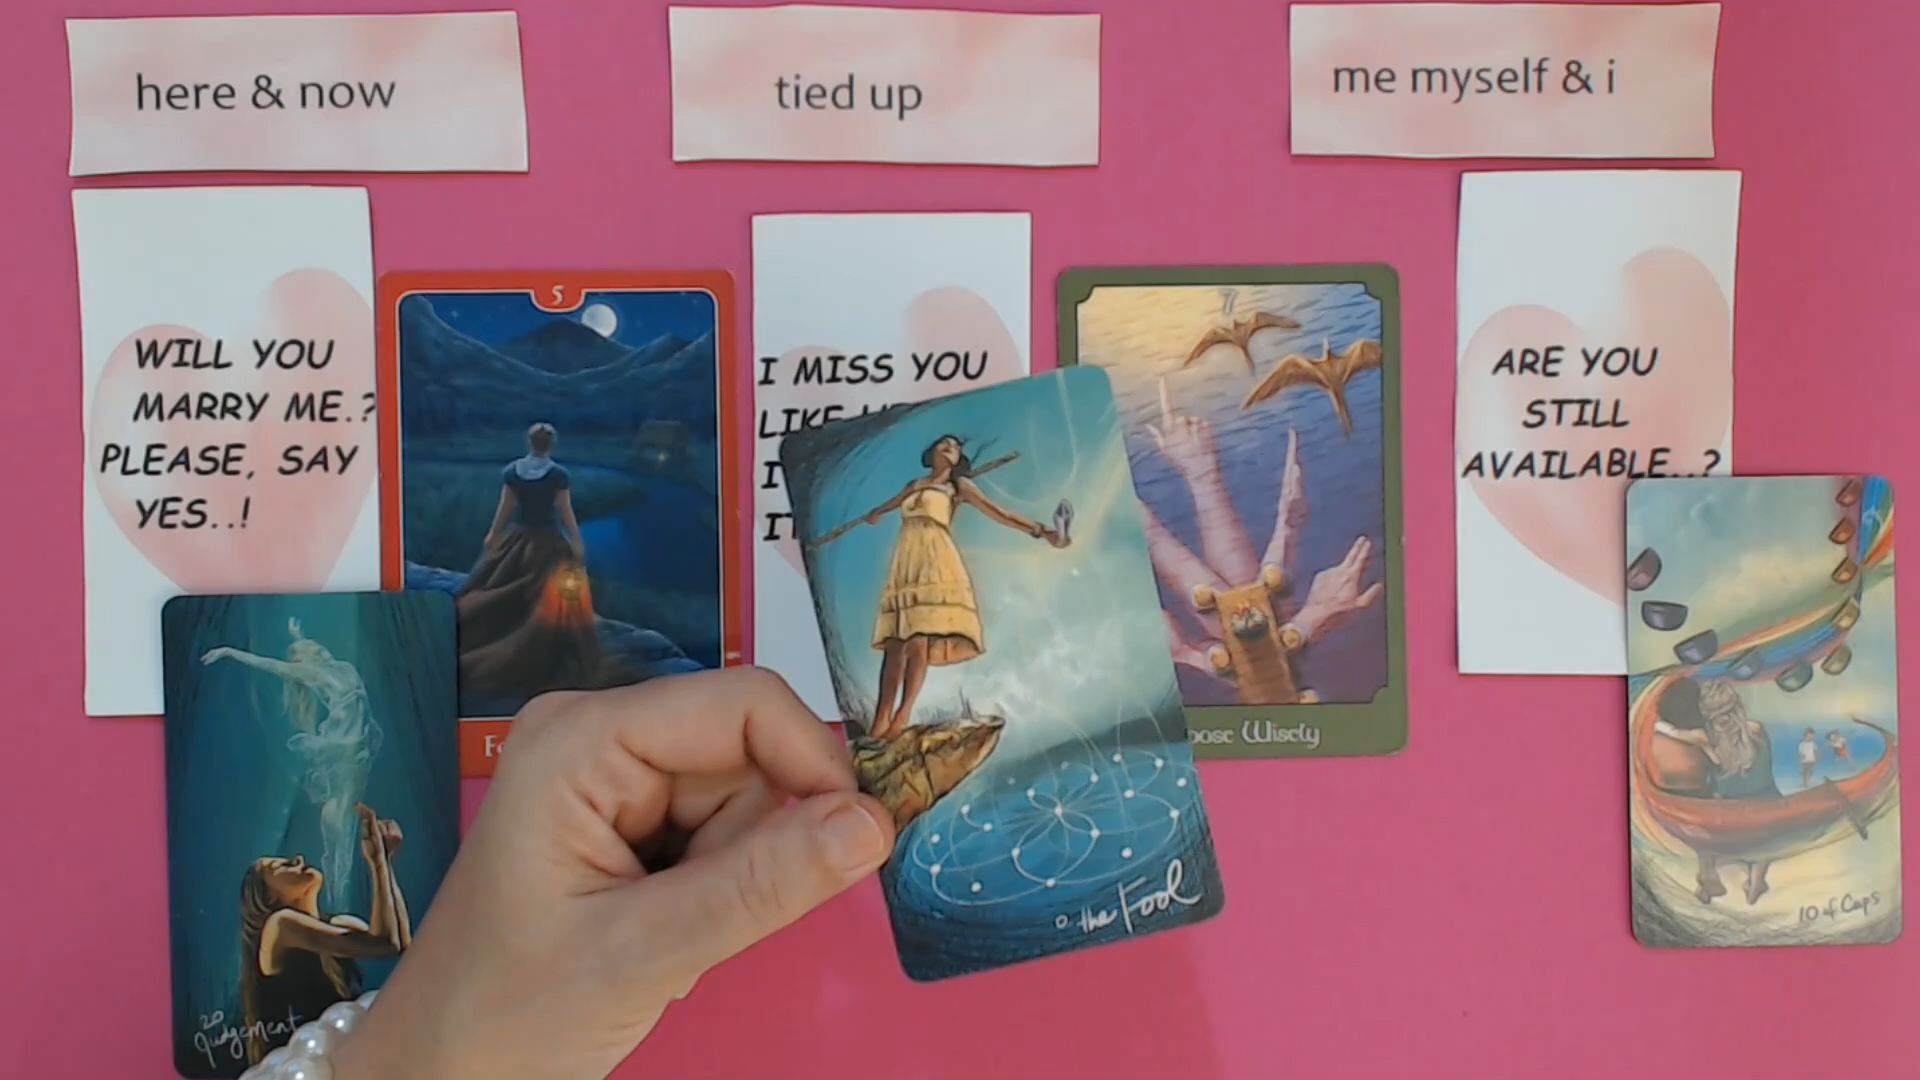 here & now
tied up
me myself & i
WILL YOU
MARRY ME.?
PLEASE, SAY
YES..!
5
I MISS YOU
LIKE
7
Wisely
ARE YOU
STILL
AVAILABLE..?
20
Judgement
0. the Fool
10 of Cups